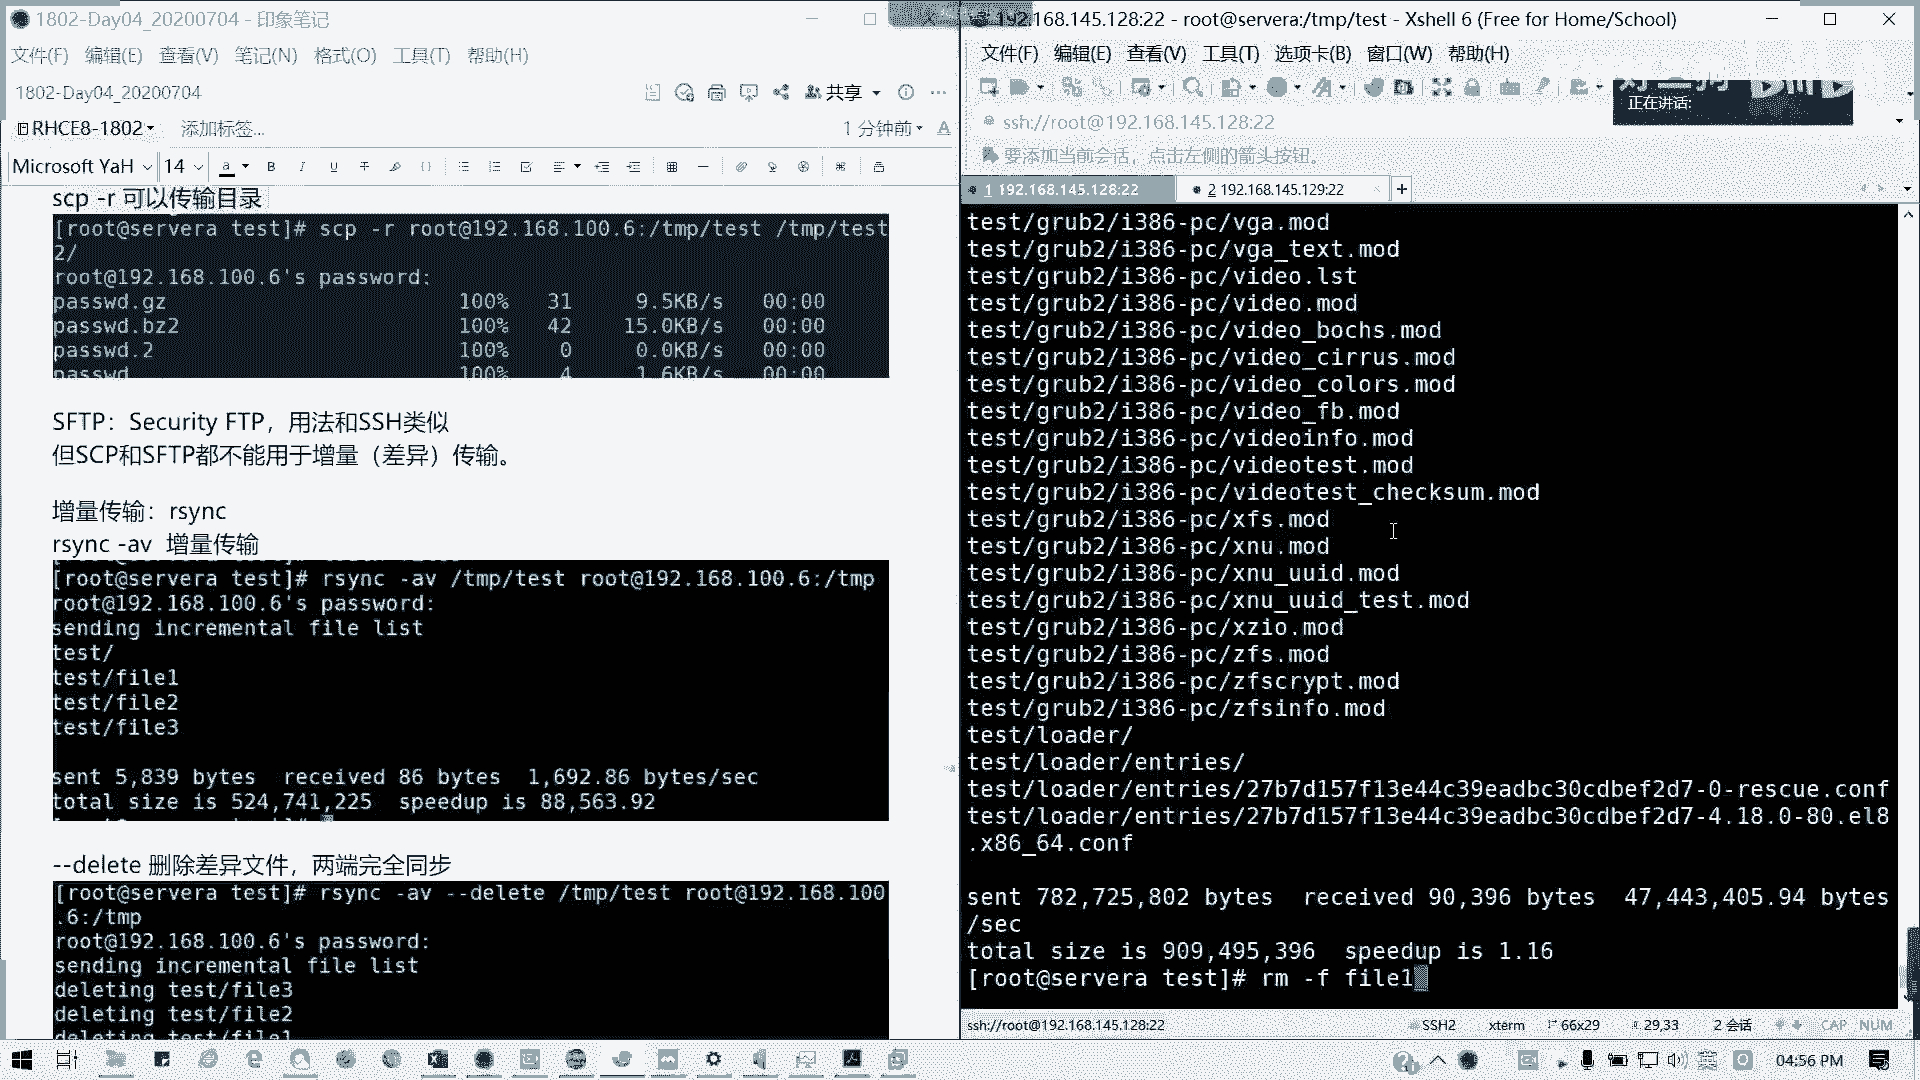 1802-Day04_20200704 - 印象笔记
文件(F) 编辑(E) 查看(V) 笔记(N) 格式(O) 工具(T) 帮助(H)
1802-Day04_20200704
共享
RHCE8-1802 添加标签...
1 分钟前
Microsoft YaH 14
scp -r 可以传输目录
[root@servera test]# scp -r root@192.168.100.6:/tmp/test /tmp/test
2/
root@192.168.100.6's password:
passwd.gz 100% 31 9.5KB/s 00:00
passwd.bz2 100% 42 15.0KB/s 00:00
passwd.2 100% 0 0.0KB/s 00:00
passwd 100% 4 1.6KB/s 00:00
SFTP：Security FTP，用法和SSH类似
但SCP和SFTP都不能用于增量（差异）传输。
增量传输：rsync
rsync -av 增量传输
[root@servera test]# rsync -av /tmp/test root@192.168.100.6:/tmp
root@192.168.100.6's password:
sending incremental file list
test/
test/file1
test/file2
test/file3
sent 5,839 bytes received 86 bytes 1,692.86 bytes/sec
total size is 524,741,225 speedup is 88,563.92
--delete 删除差异文件，两端完全同步
[root@servera test]# rsync -av --delete /tmp/test root@192.168.100
.6:/tmp
root@192.168.100.6's password:
sending incremental file list
deleting test/file3
deleting test/file2
deleting test/file1
192.168.145.128:22 - root@servera:/tmp/test - Xshell 6 (Free for Home/School)
文件(F) 编辑(E) 查看(V) 工具(T) 选项卡(B) 窗口(W) 帮助(H)
正在讲话:
ssh://root@192.168.145.128:22
要添加当前会话，点击左侧的箭头按钮。
1 192.168.145.128:22
2 192.168.145.129:22
test/grub2/i386-pc/vga.mod
test/grub2/i386-pc/vga_text.mod
test/grub2/i386-pc/video.lst
test/grub2/i386-pc/video.mod
test/grub2/i386-pc/video_bochs.mod
test/grub2/i386-pc/video_cirrus.mod
test/grub2/i386-pc/video_colors.mod
test/grub2/i386-pc/video_fb.mod
test/grub2/i386-pc/videoinfo.mod
test/grub2/i386-pc/videotest.mod
test/grub2/i386-pc/videotest_checksum.mod
test/grub2/i386-pc/xfs.mod
test/grub2/i386-pc/xnu.mod
test/grub2/i386-pc/xnu_uuid.mod
test/grub2/i386-pc/xnu_uuid_test.mod
test/grub2/i386-pc/xzio.mod
test/grub2/i386-pc/zfs.mod
test/grub2/i386-pc/zfscrypt.mod
test/grub2/i386-pc/zfsinfo.mod
test/loader/
test/loader/entries/
test/loader/entries/27b7d157f13e44c39eadbc30cdbef2d7-0-rescue.conf
test/loader/entries/27b7d157f13e44c39eadbc30cdbef2d7-4.18.0-80.el8
.x86_64.conf
sent 782,725,802 bytes received 90,396 bytes 47,443,405.94 bytes
/sec
total size is 909,495,396 speedup is 1.16
[root@servera test]# rm -f file1
ssh://root@192.168.145.128:22 SSH2 xterm 66x29 29,33 2 会话 CAP NUM
英 04:56 PM